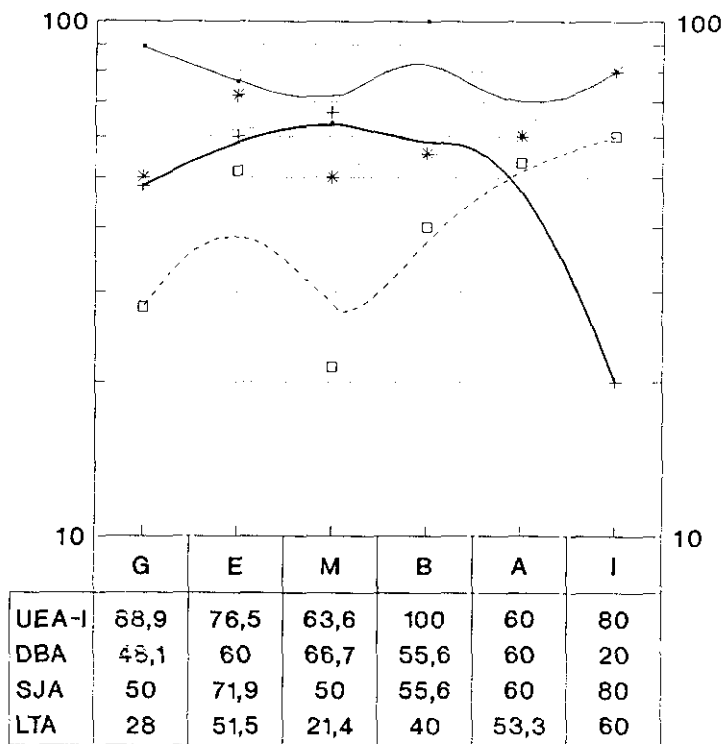 100 100
10 10
G E M B A I
UEA-I 88,9 76,5 63,6 100 60 80
DBA 48,1 60 66,7 55,6 60 20
SJA 50 71,9 50 55,6 60 80
LTA 28 51,5 21,4 40 53,3 60